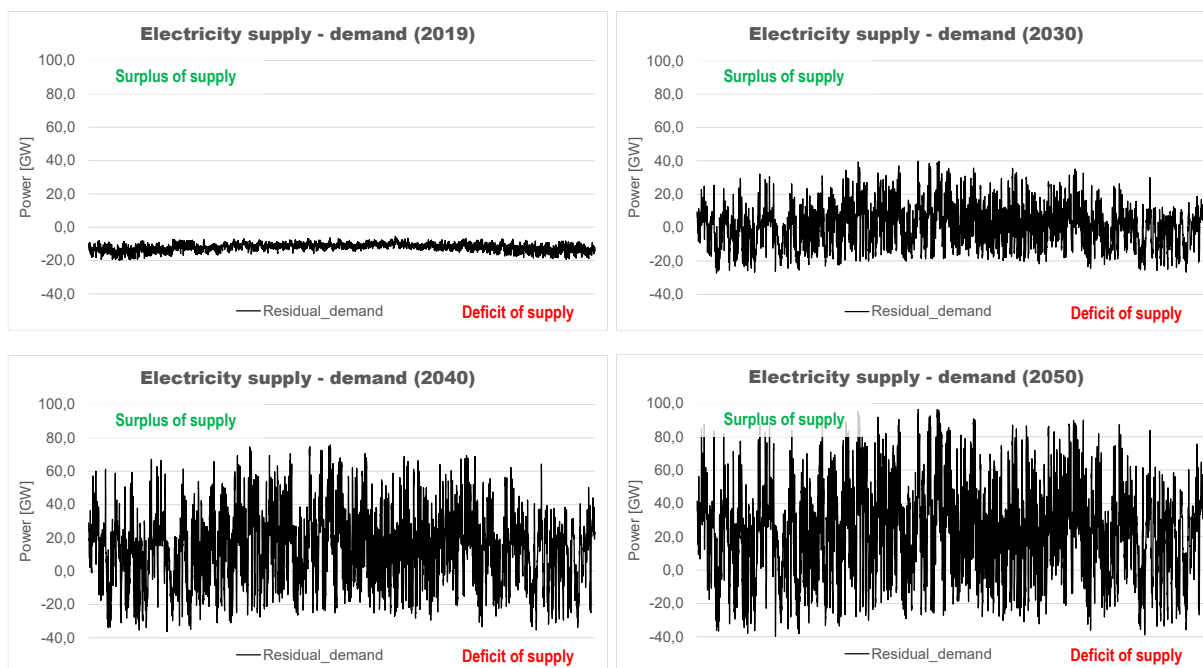 Electricity supply - demand (2019)
100,0
Surplus of supply
80,0
60,0
40,0
20,0
0,0
-20,0
-40,0
Power [GW]
Residual_demand
Deficit of supply
Electricity supply - demand (2030)
100,0
Surplus of supply
80,0
60,0
40,0
20,0
0,0
-20,0
-40,0
Power [GW]
Residual_demand
Deficit of supply
Electricity supply - demand (2040)
100,0
Surplus of supply
80,0
60,0
40,0
20,0
0,0
-20,0
-40,0
Power [GW]
Residual_demand
Deficit of supply
Electricity supply - demand (2050)
100,0
Surplus of supply
80,0
60,0
40,0
20,0
0,0
-20,0
-40,0
Power [GW]
Residual_demand
Deficit of supply